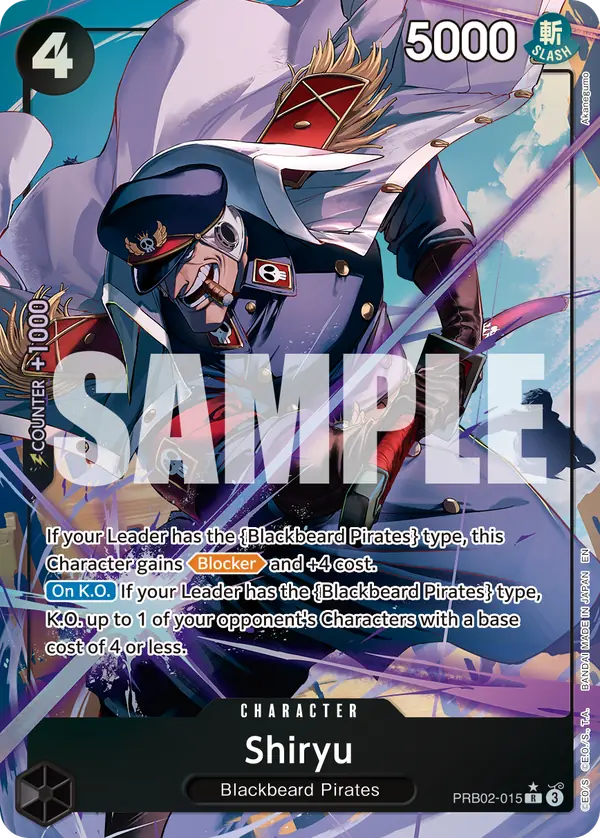 4
5000
斬
SLASH
Akanegumo
COUNTER +1000
SAMPLE
If your Leader has the {Blackbeard Pirates} type, this
Character gains Blocker and +4 cost.
On K.O. If your Leader has the {Blackbeard Pirates} type,
K.O. up to 1 of your opponent's Characters with a base
cost of 4 or less.
CHARACTER
Shiryu
Blackbeard Pirates
PRB02-015 R 3
©E.O./S. ©E.O./S., T.A. BANDAI MADE IN JAPAN EN